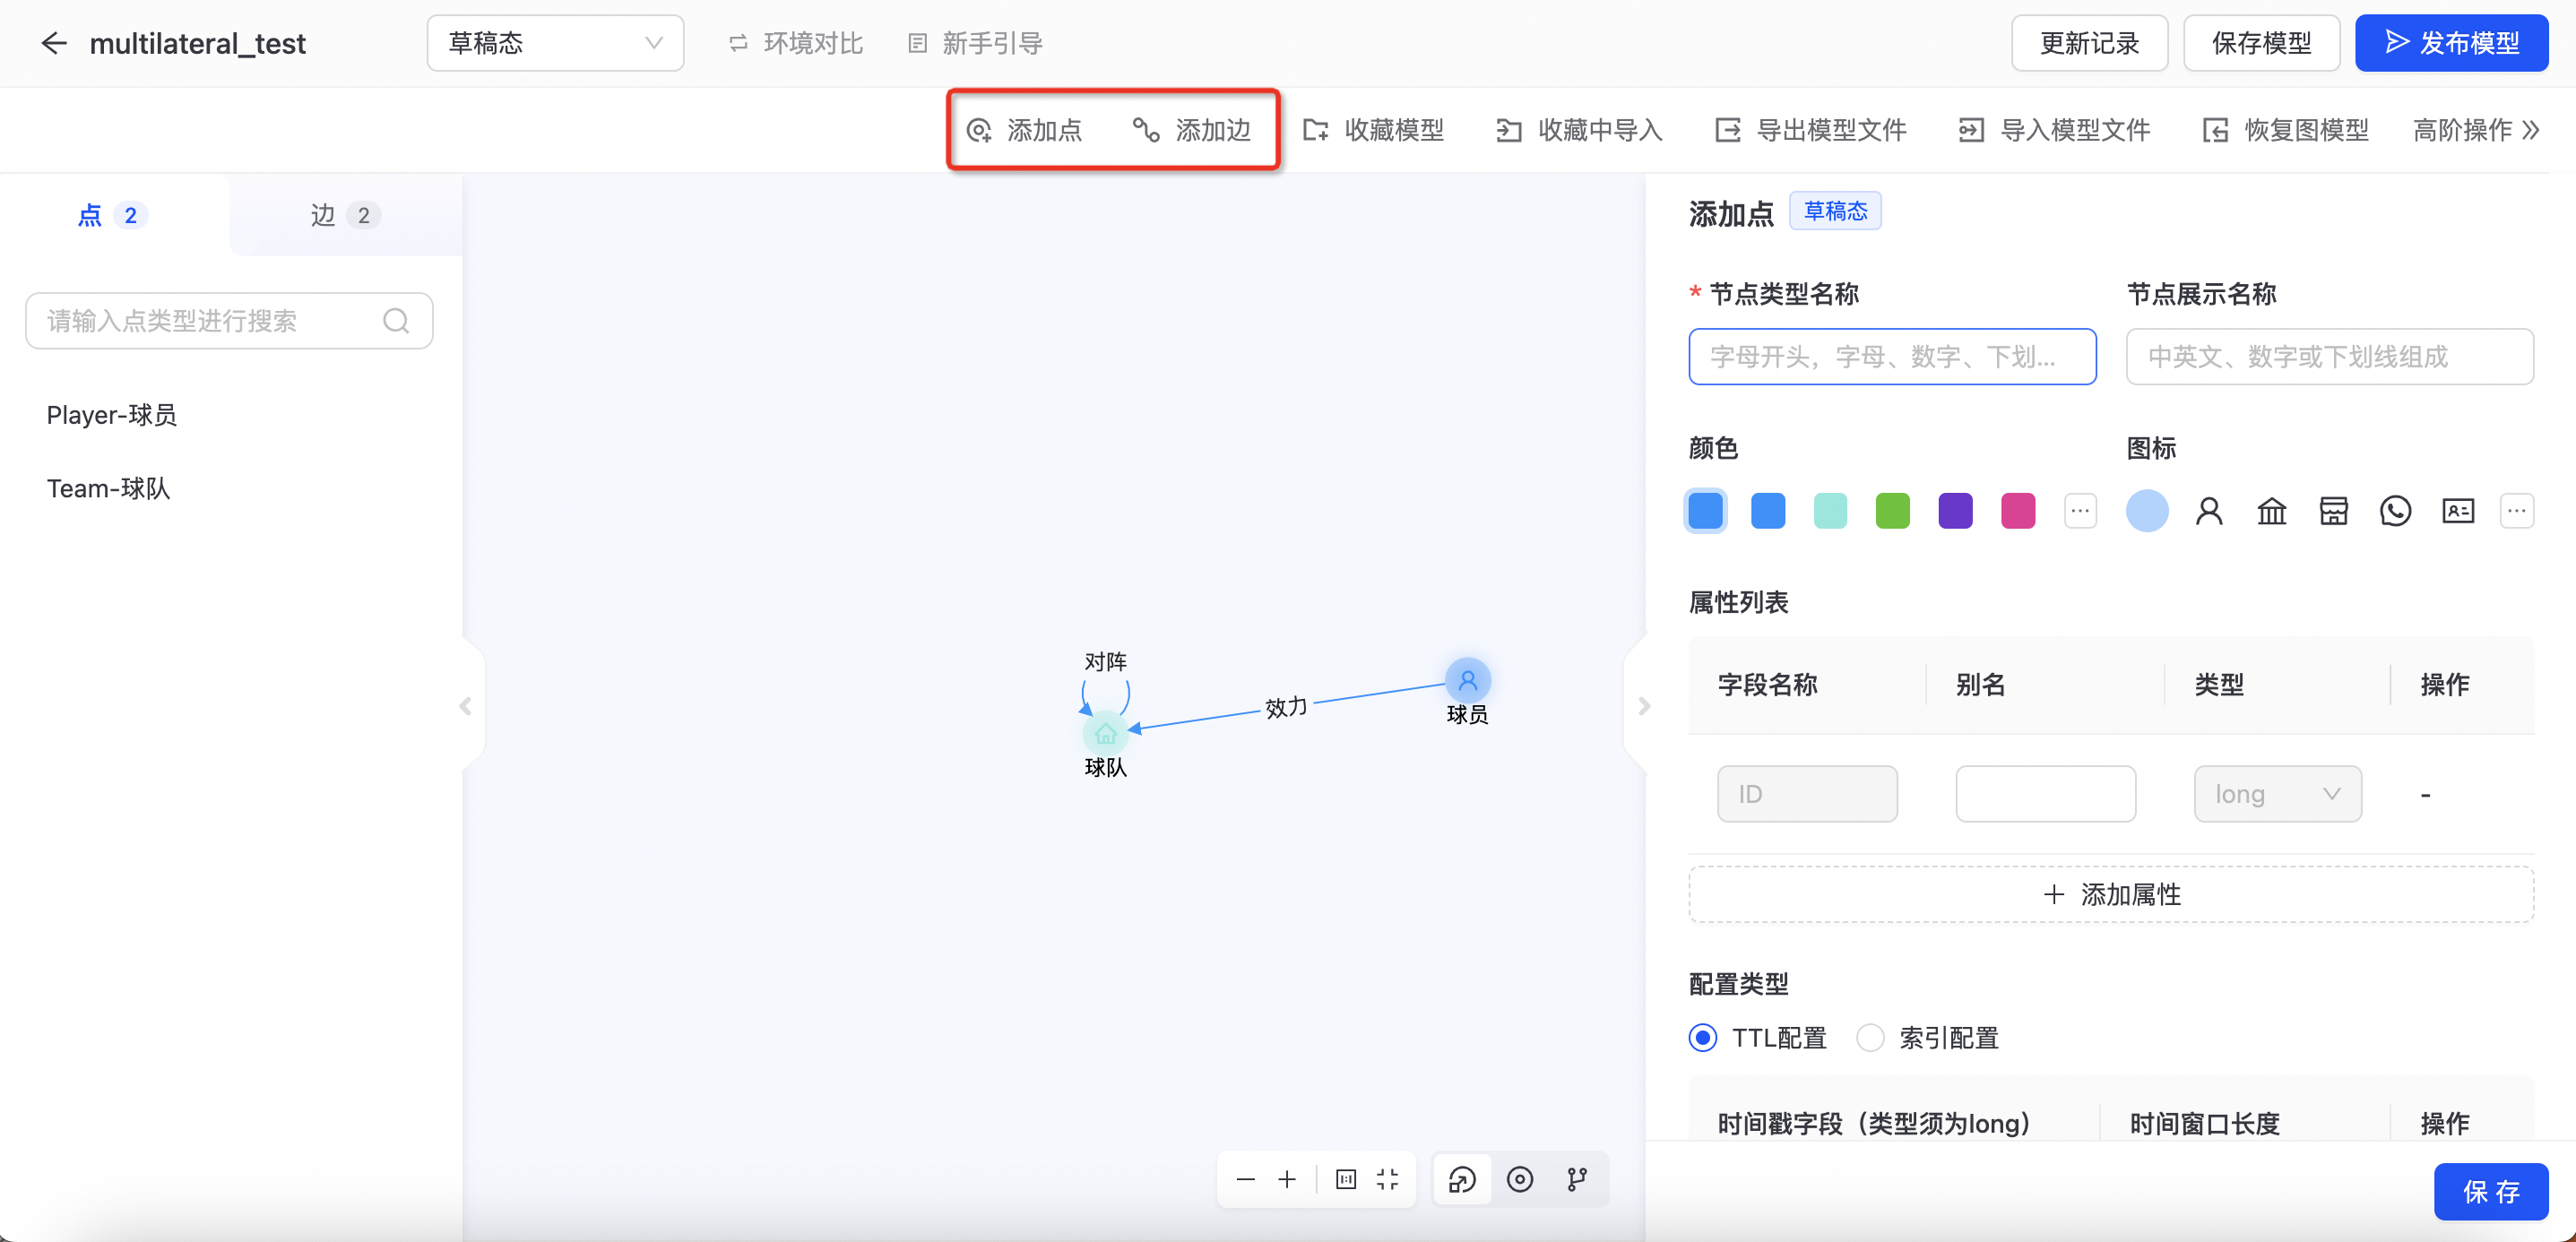 multilateral_test
草稿态
环境对比
新手引导
更新记录
保存模型
发布模型
添加点
添加边
收藏模型
收藏中导入
导出模型文件
导入模型文件
恢复图模型
高阶操作
点 2
边 2
请输入点类型进行搜索
Player-球员
Team-球队
对阵
效力
球员
球队
添加点
草稿态
* 节点类型名称
节点展示名称
字母开头，字母、数字、下划...
中英文、数字或下划线组成
颜色
图标
属性列表
字段名称
别名
类型
操作
ID
long
-
添加属性
配置类型
TTL配置
索引配置
时间戳字段（类型须为long）
时间窗口长度
操作
保 存